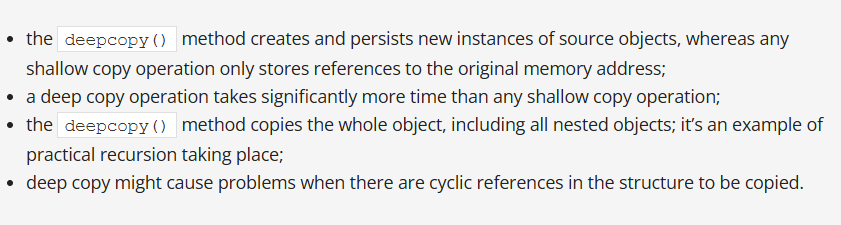 • the deepcopy() method creates and persists new instances of source objects, whereas any
shallow copy operation only stores references to the original memory address;
• a deep copy operation takes significantly more time than any shallow copy operation;
• the deepcopy() method copies the whole object, including all nested objects; it’s an example of
practical recursion taking place;
• deep copy might cause problems when there are cyclic references in the structure to be copied.